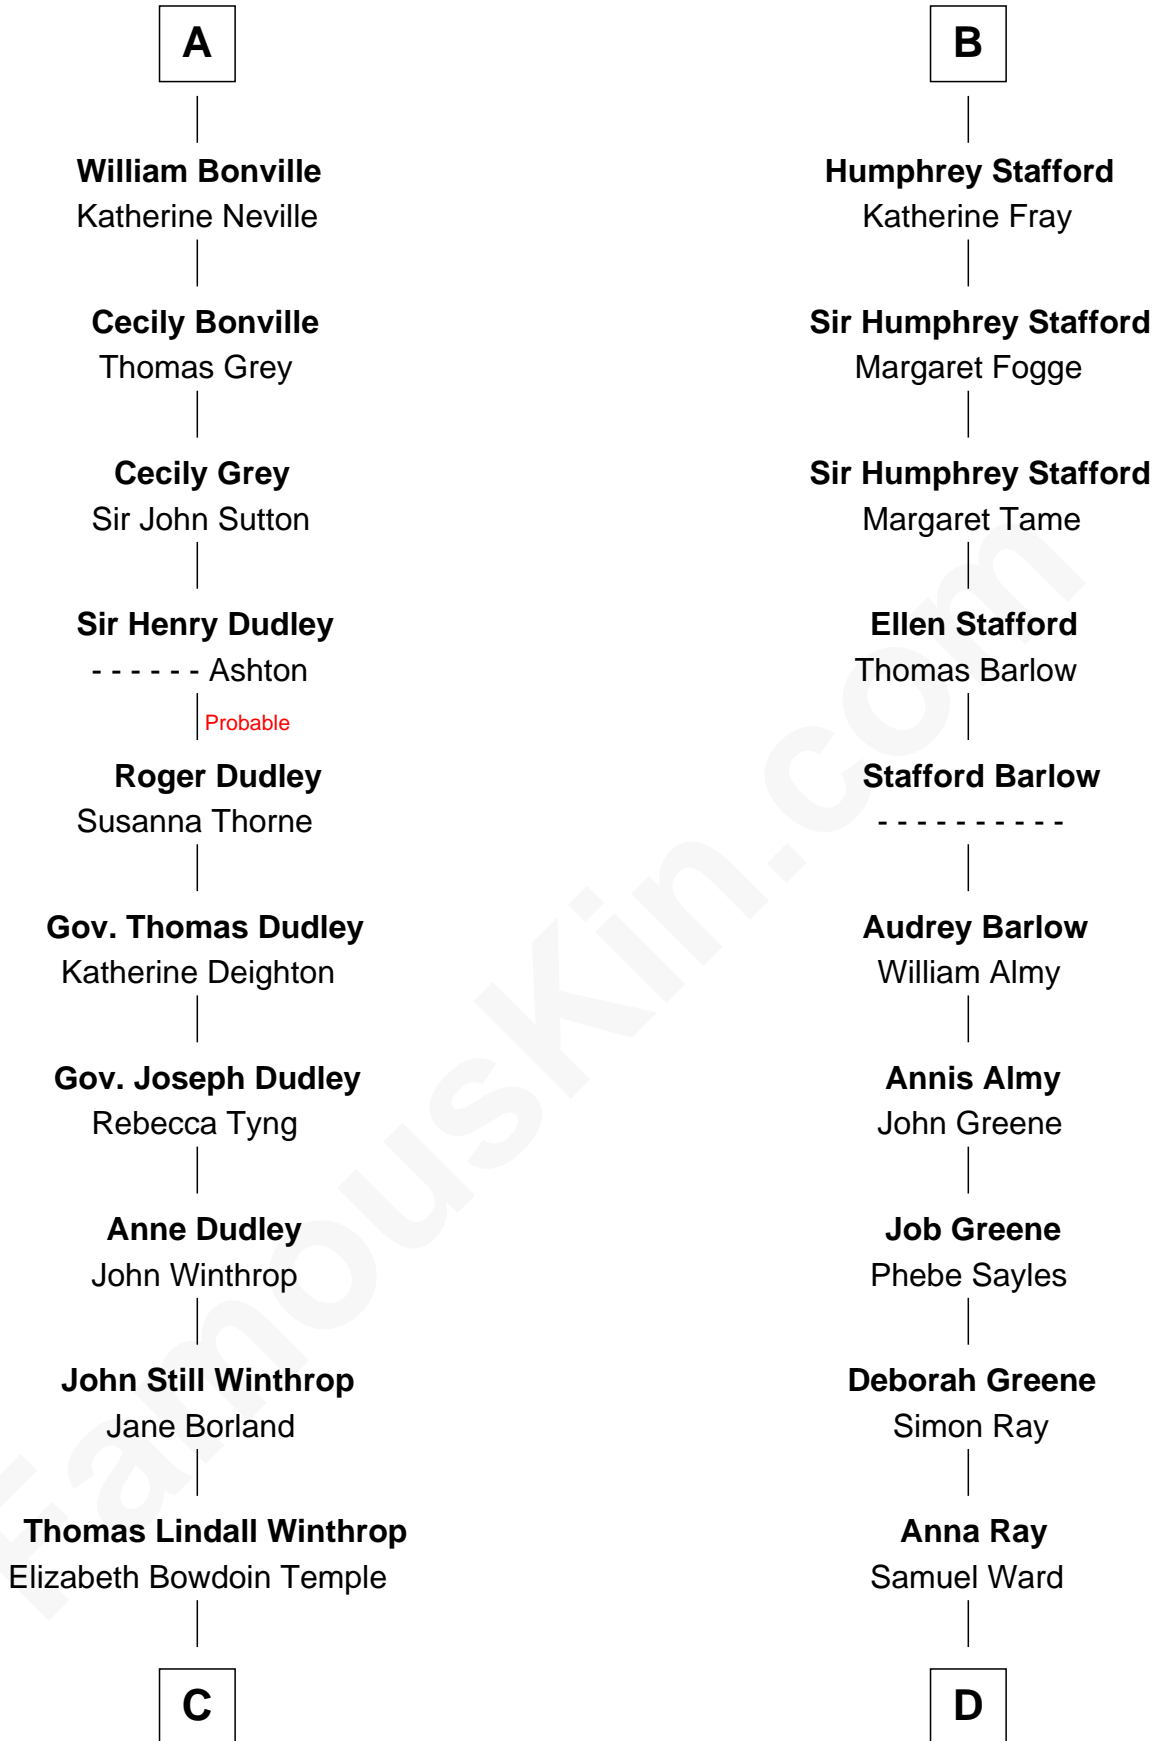 A
William Bonville
Katherine Neville
Cecily Bonville
Thomas Grey
Cecily Grey
Sir John Sutton
Sir Henry Dudley
- - - - - - Ashton
Probable
Roger Dudley
Susanna Thorne
Gov. Thomas Dudley
Katherine Deighton
Gov. Joseph Dudley
Rebecca Tyng
Anne Dudley
John Winthrop
John Still Winthrop
Jane Borland
Thomas Lindall Winthrop
Elizabeth Bowdoin Temple
C
B
Humphrey Stafford
Katherine Fray
Sir Humphrey Stafford
Margaret Fogge
Sir Humphrey Stafford
Margaret Tame
Ellen Stafford
Thomas Barlow
Stafford Barlow
- - - - - - - - - -
Audrey Barlow
William Almy
Annis Almy
John Greene
Job Greene
Phebe Sayles
Deborah Greene
Simon Ray
Anna Ray
Samuel Ward
D
FamousKin.com